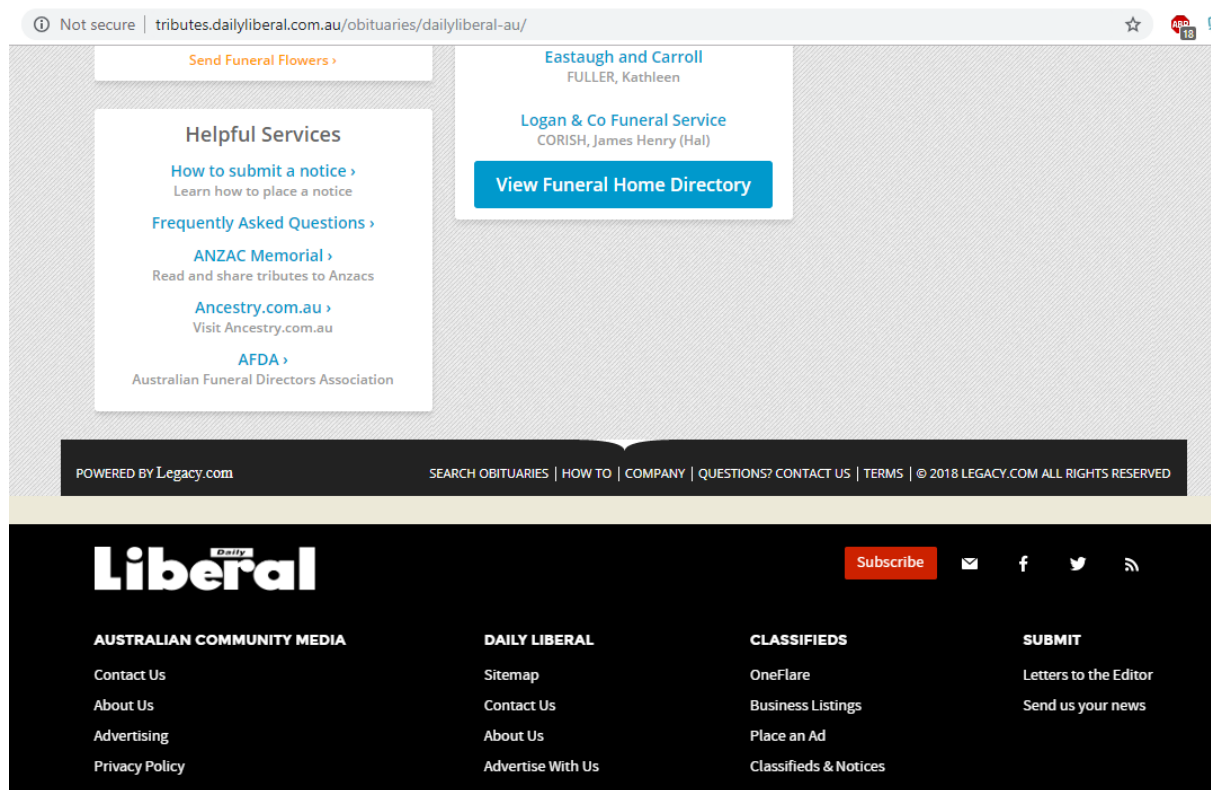 Not secure | tributes.dailyliberal.com.au/obituaries/dailyliberal-au/
ABP
18
Send Funeral Flowers ›
Helpful Services
How to submit a notice ›
Learn how to place a notice
Frequently Asked Questions ›
ANZAC Memorial ›
Read and share tributes to Anzacs
Ancestry.com.au ›
Visit Ancestry.com.au
AFDA ›
Australian Funeral Directors Association
Eastaugh and Carroll
FULLER, Kathleen
Logan & Co Funeral Service
CORISH, James Henry (Hal)
View Funeral Home Directory
POWERED BY Legacy.com
SEARCH OBITUARIES | HOW TO | COMPANY | QUESTIONS? CONTACT US | TERMS | © 2018 LEGACY.COM ALL RIGHTS RESERVED
Daily
Liberal
Subscribe
AUSTRALIAN COMMUNITY MEDIA
Contact Us
About Us
Advertising
Privacy Policy
DAILY LIBERAL
Sitemap
Contact Us
About Us
Advertise With Us
CLASSIFIEDS
OneFlare
Business Listings
Place an Ad
Classifieds & Notices
SUBMIT
Letters to the Editor
Send us your news